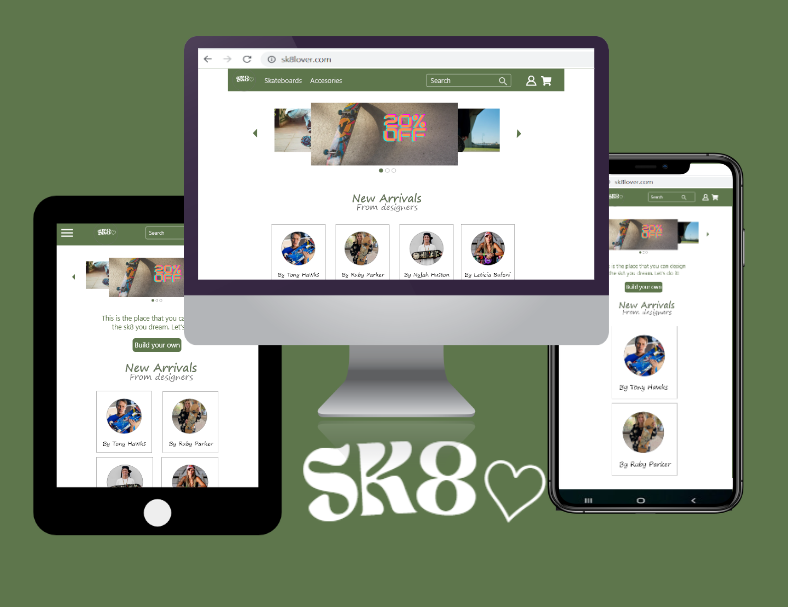 sk8lover.com
SK8♡
Skateboards Accesories
Search
20%
OFF
New Arrivals
From designers
By Tony Hawks
By Ruby Parker
By Nyjah Huston
By Leticia Bufoni
SK8♡
Search
20%
OFF
This is the place that you ca
the sk8 you dream. Let's
Build your own
New Arrivals
From designers
By Tony Hawks
By Ruby Parker
sk8lover.com
Search
20%
OFF
is the place that you can design
the sk8 you dream. Let's do it
Build your own
New Arrivals
From designers
By Tony Hawks
By Ruby Parker
SK8♡